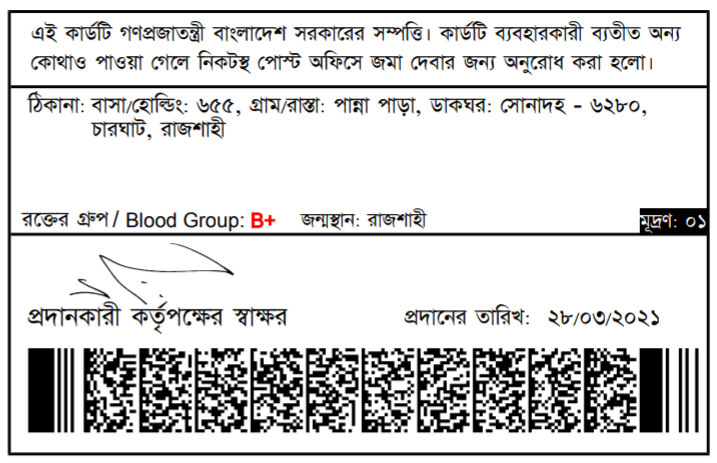 এই কার্ডটি গণপ্রজাতন্ত্রী বাংলাদেশ সরকারের সম্পত্তি। কার্ডটি ব্যবহারকারী ব্যতীত অন্য
কোথাও পাওয়া গেলে নিকটস্থ পোস্ট অফিসে জমা দেবার জন্য অনুরোধ করা হলো।
ঠিকানা: বাসা/হোল্ডিং: ৬৫৫, গ্রাম/রাস্তা: পান্না পাড়া, ডাকঘর: সোনাদহ - ৬২৮০,
চারঘাট, রাজশাহী
রক্তের গ্রুপ / Blood Group: B+ জন্মস্থান: রাজশাহী মূদ্রণ: ০১
প্রদানকারী কর্তৃপক্ষের স্বাক্ষর প্রদানের তারিখ: ২৮/০৩/২০২১